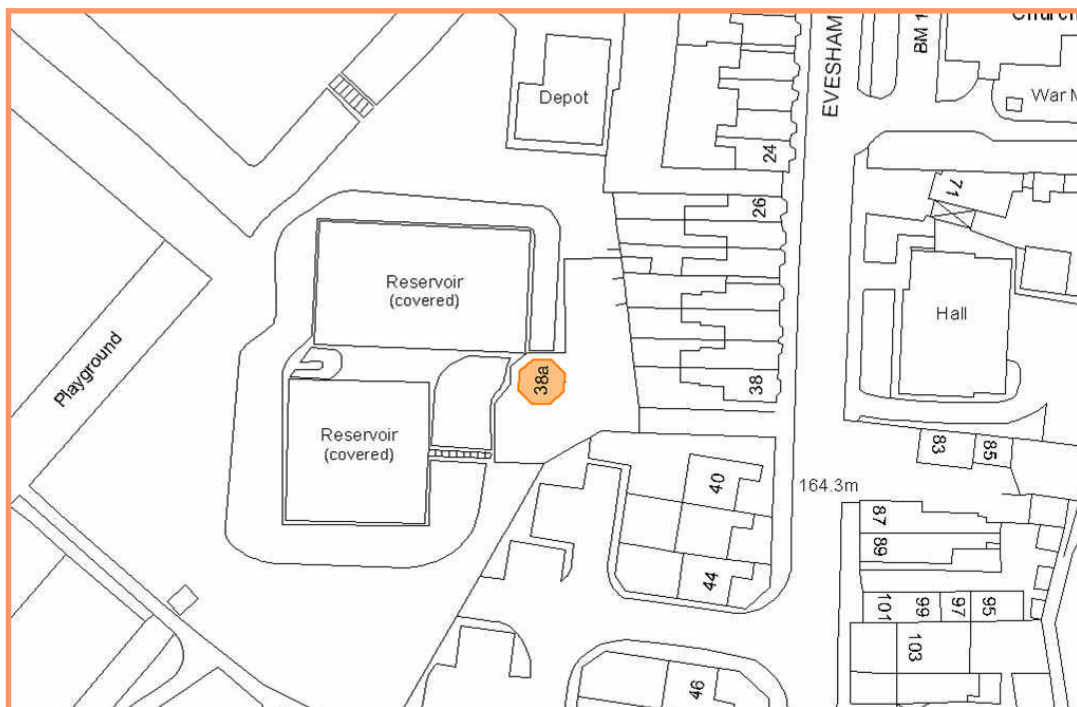 Church
EVESHAM
BM 1
War M
Depot
24
71
26
Reservoir
(covered)
Hall
Playground
38a
38
Reservoir
(covered)
83
85
40
164.3m
87
89
44
101
99
97
95
103
46